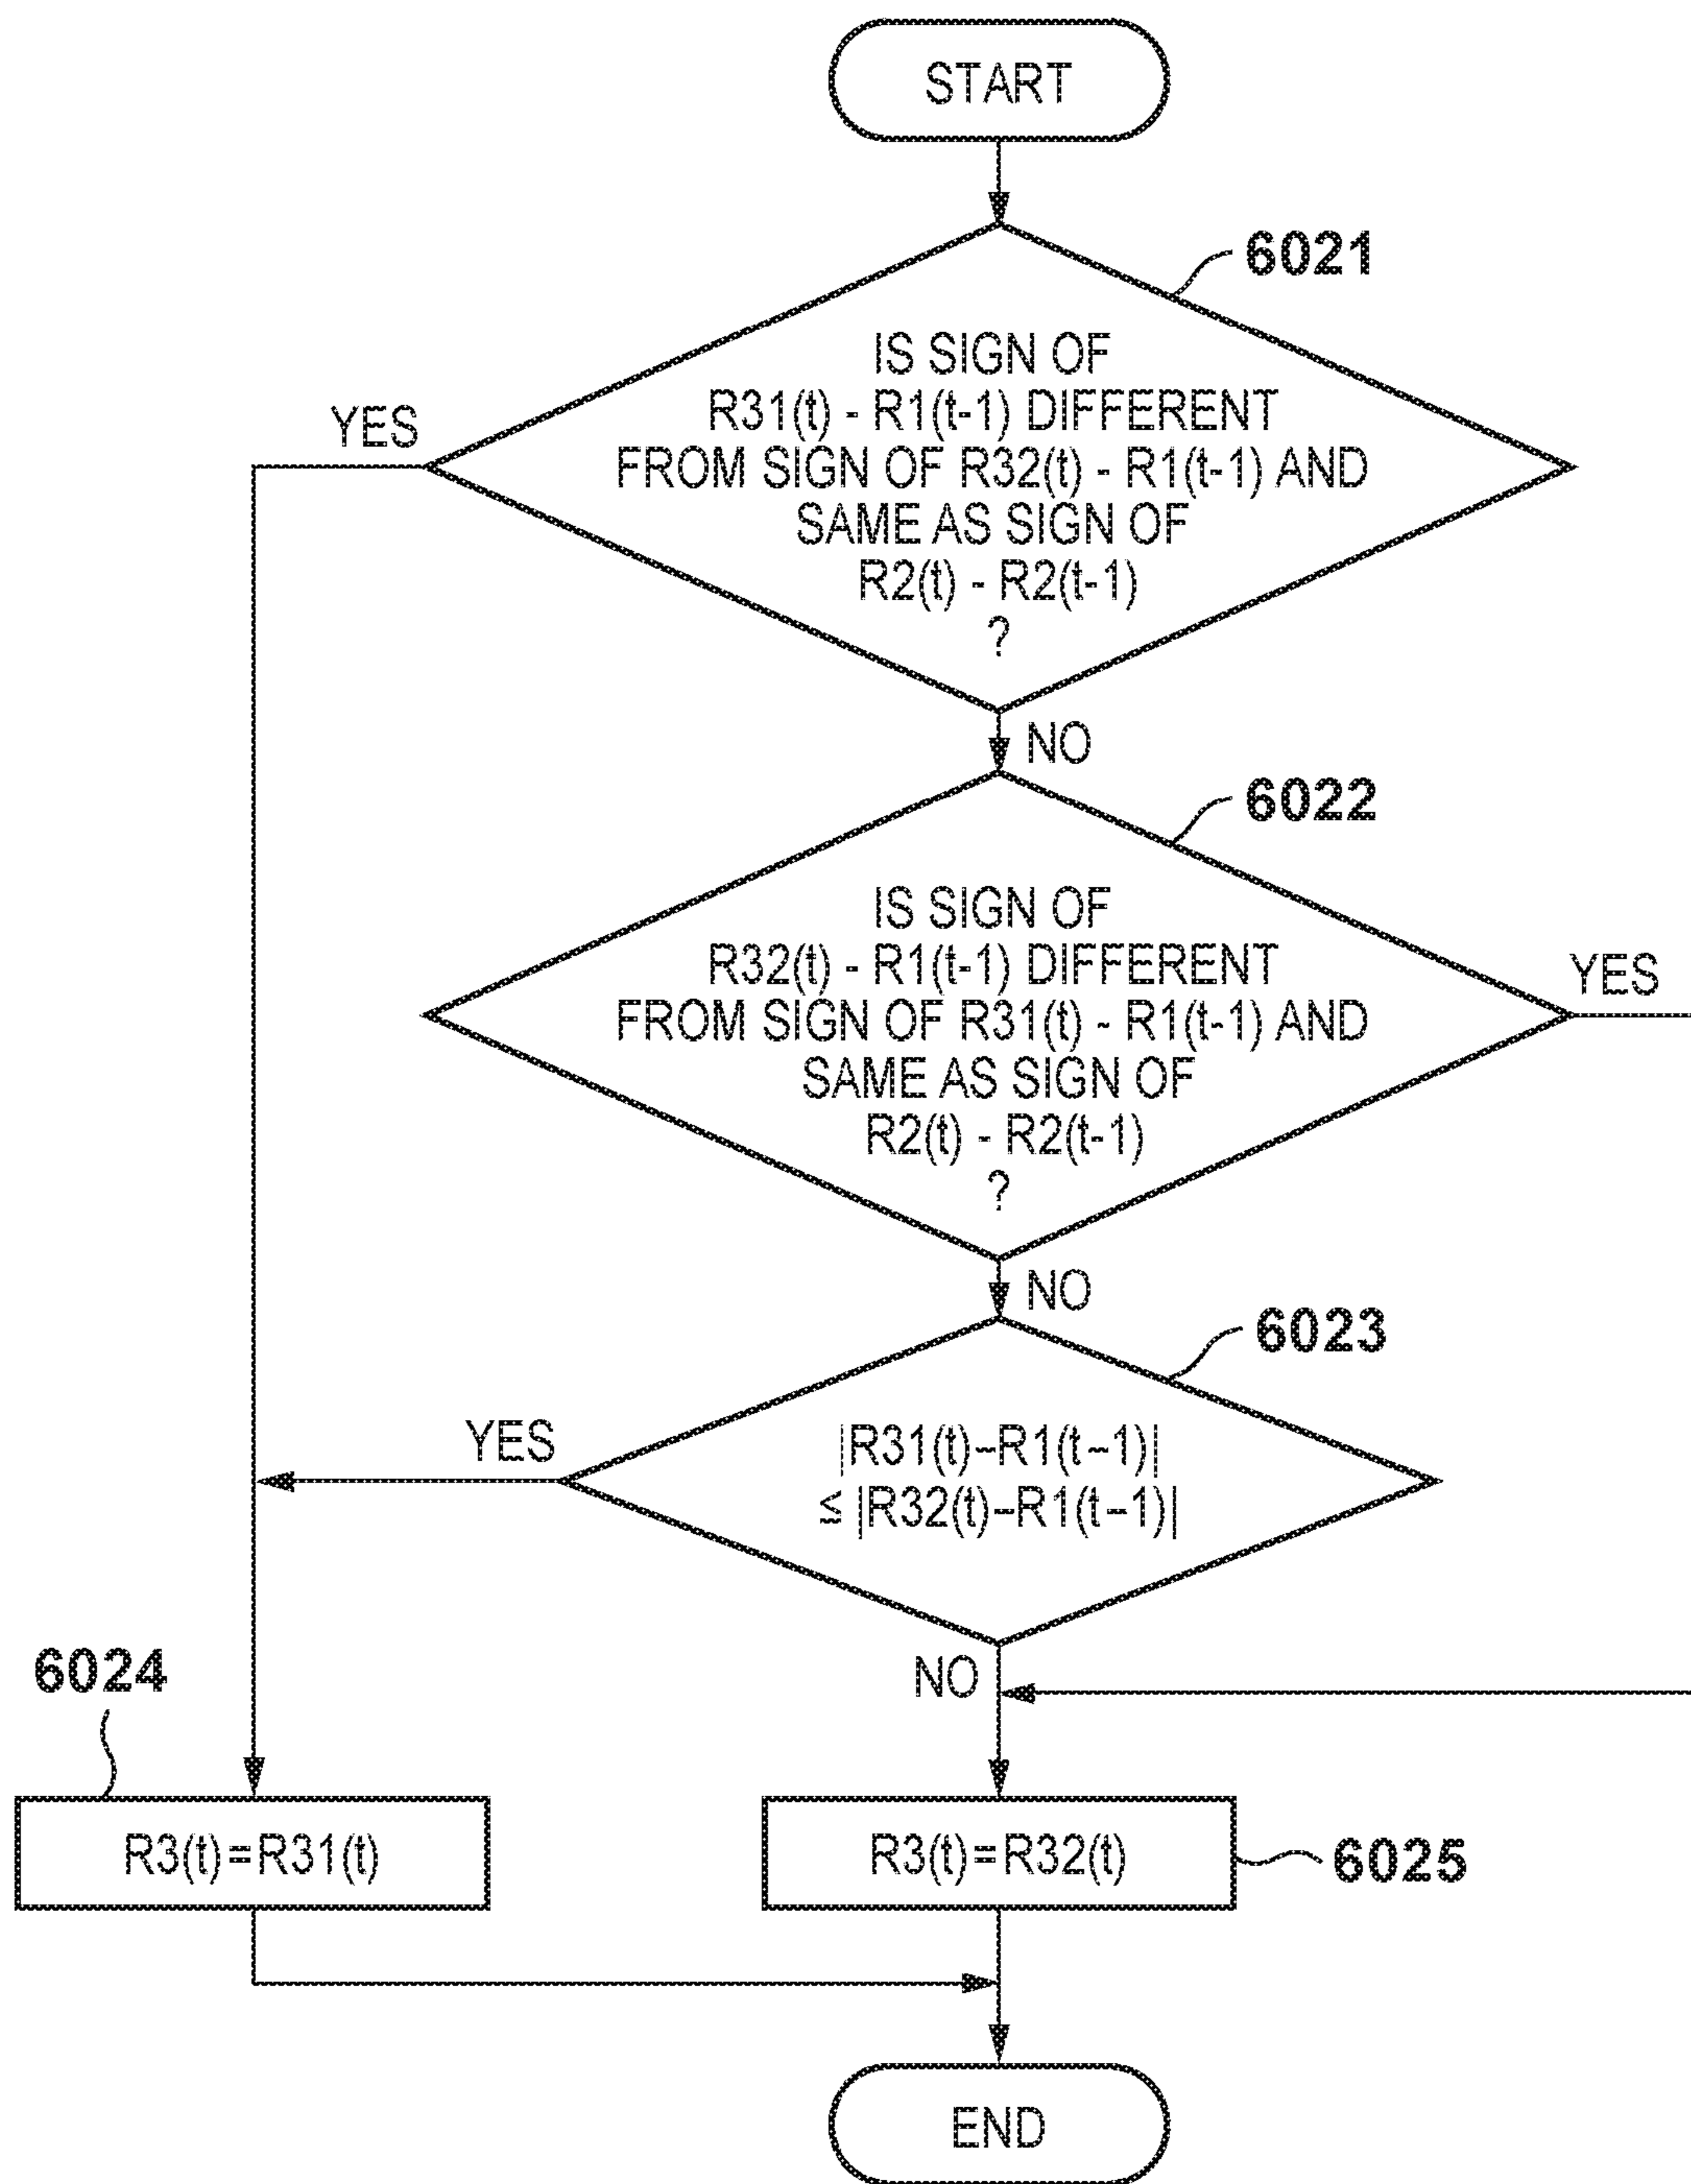 START
6021
IS SIGN OF
R31(t) - R1(t-1) DIFFERENT
FROM SIGN OF R32(t) - R1(t-1) AND
SAME AS SIGN OF
R2(t) - R2(t-1)
?
YES
NO
6022
IS SIGN OF
R32(t) - R1(t-1) DIFFERENT
FROM SIGN OF R31(t) - R1(t-1) AND
SAME AS SIGN OF
R2(t) - R2(t-1)
?
YES
NO
6023
|R31(t)–R1(t–1)|
≤ |R32(t)–R1(t–1)|
YES
NO
6024
R3(t)=R31(t)
R3(t)=R32(t)
6025
END